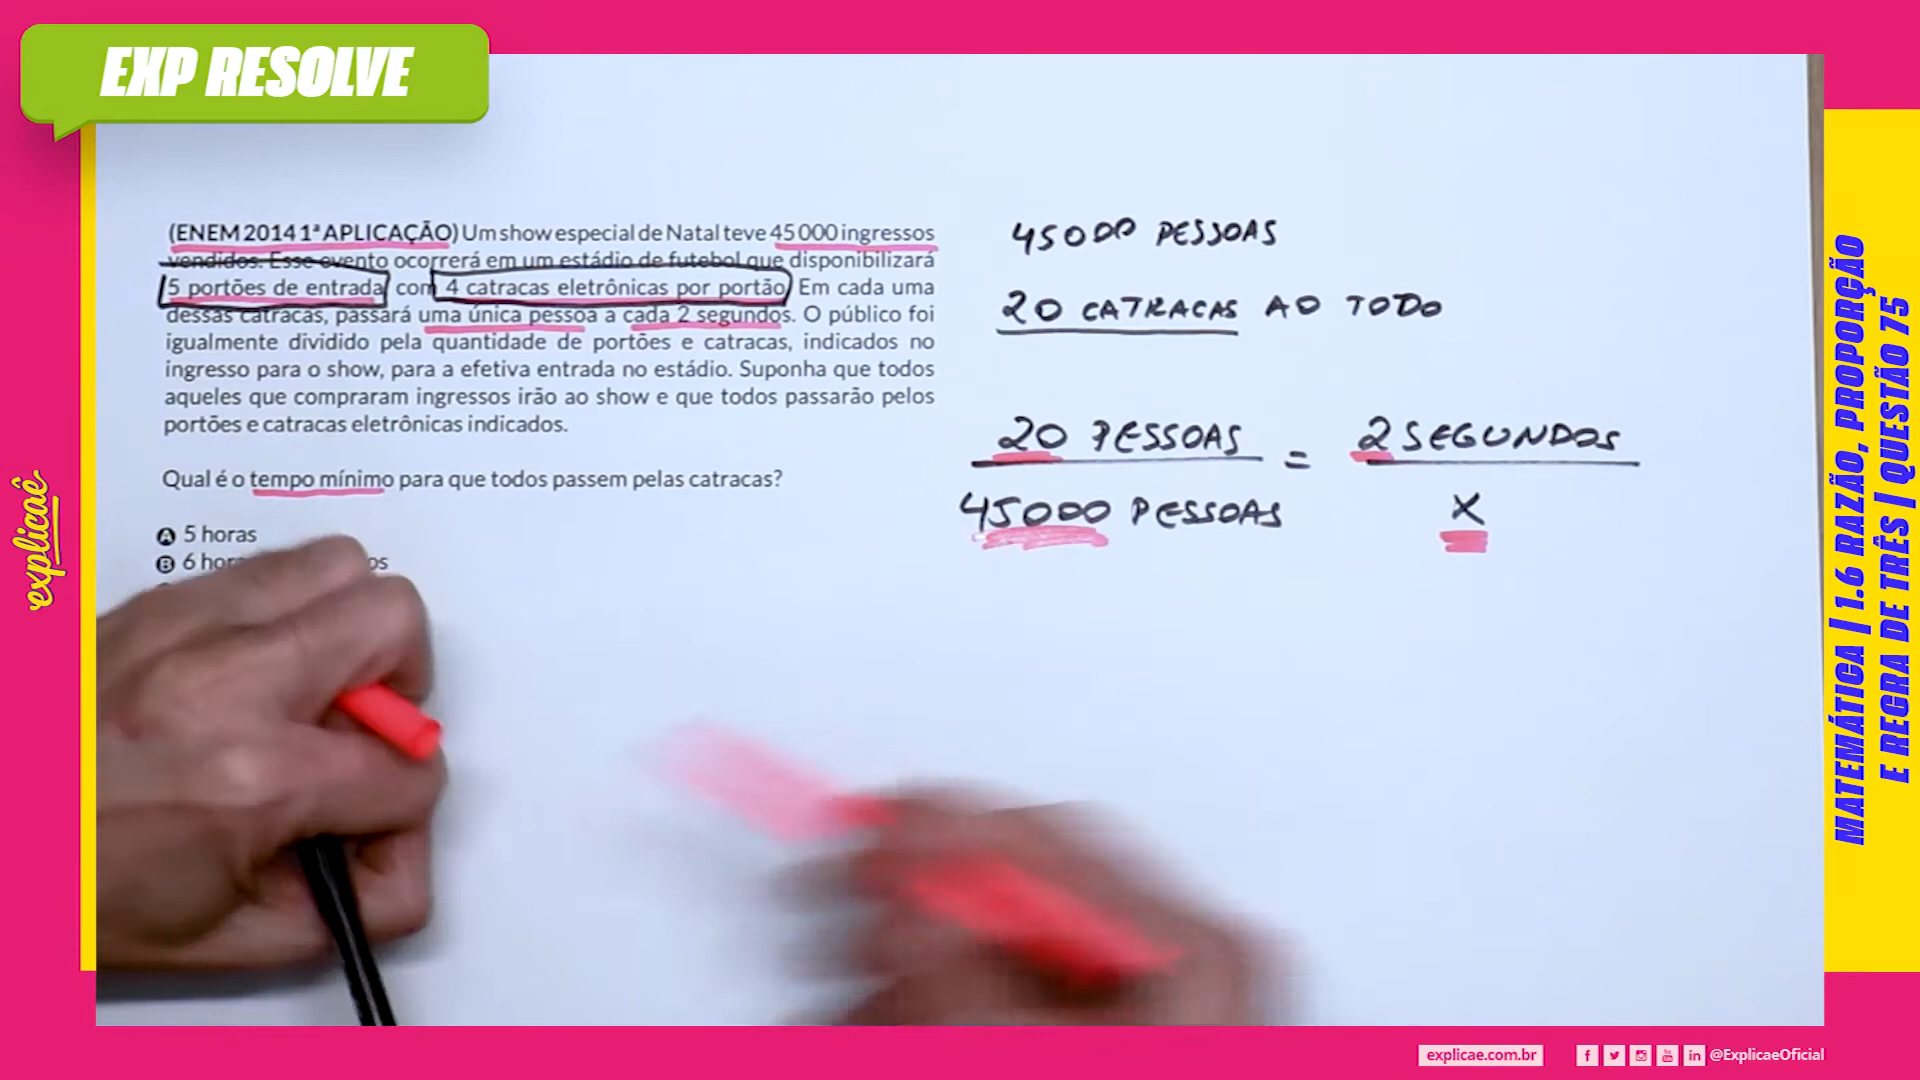 EXP RESOLVE
(ENEM 2014 1ª APLICAÇÃO) Um show especial de Natal teve 45 000 ingressos
vendidos. Esse evento ocorrerá em um estádio de futebol que disponibilizará
5 portões de entrada com 4 catracas eletrônicas por portão. Em cada uma
dessas catracas, passará uma única pessoa a cada 2 segundos. O público foi
igualmente dividido pela quantidade de portões e catracas, indicados no
ingresso para o show, para a efetiva entrada no estádio. Suponha que todos
aqueles que compraram ingressos irão ao show e que todos passarão pelos
portões e catracas eletrônicas indicados.
Qual é o tempo mínimo para que todos passem pelas catracas?
A 5 horas
B 6
45000 PESSOAS
20 CATRACAS AO TODO
20 PESSOAS = 2 SEGUNDOS
45000 PESSOAS X
explicaê
MATEMÁTICA | 1.6 RAZÃO, PROPORÇÃO
E REGRA DE TRÊS | QUESTÃO 75
explicae.com.br
@ExplicaeOficial